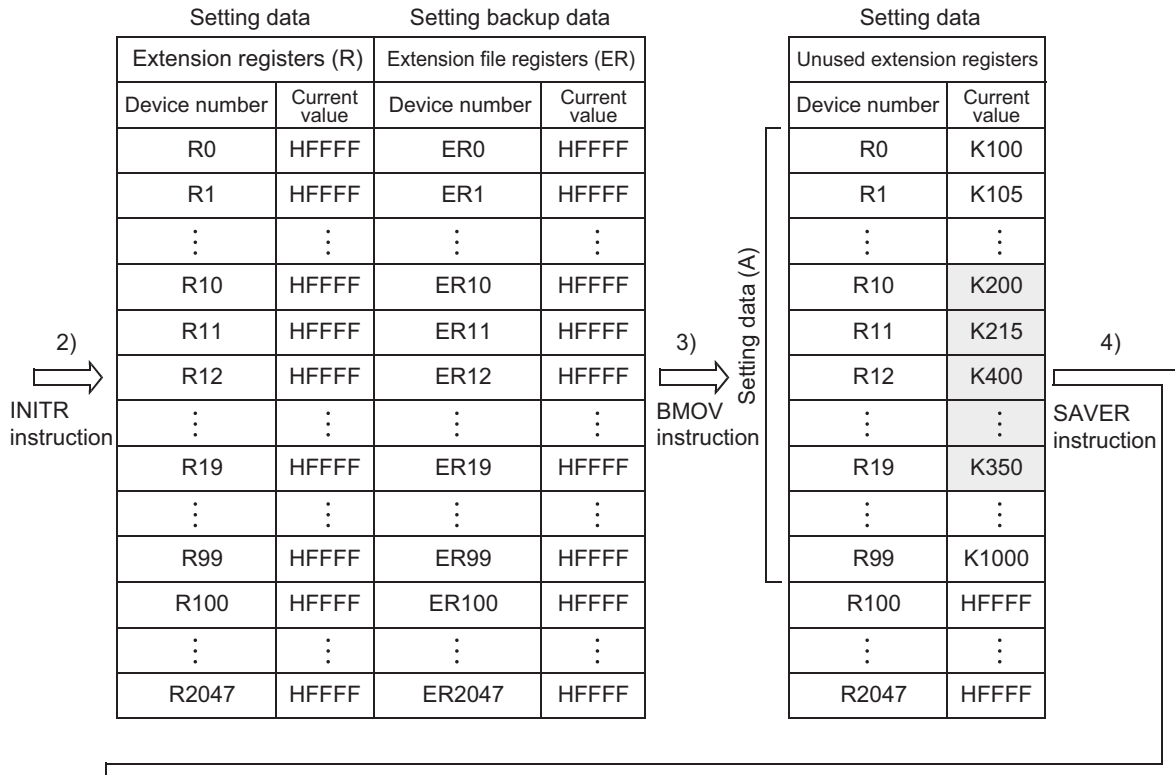 Setting data Setting backup data Setting data
Extension registers (R) Extension file registers (ER) Unused extension registers
Device number Current value Device number Current value Device number Current value
R0 HFFFF ER0 HFFFF R0 K100
R1 HFFFF ER1 HFFFF R1 K105
⋮ ⋮ ⋮ ⋮ ⋮ ⋮
R10 HFFFF ER10 HFFFF R10 K200
R11 HFFFF ER11 HFFFF R11 K215
2) 3) 4)
R12 HFFFF ER12 HFFFF R12 K400
Setting data (A)
INITR instruction
BMOV instruction
SAVER instruction
⋮ ⋮ ⋮ ⋮ ⋮ ⋮
R19 HFFFF ER19 HFFFF R19 K350
⋮ ⋮ ⋮ ⋮ ⋮ ⋮
R99 HFFFF ER99 HFFFF R99 K1000
R100 HFFFF ER100 HFFFF R100 HFFFF
⋮ ⋮ ⋮ ⋮ ⋮ ⋮
R2047 HFFFF ER2047 HFFFF R2047 HFFFF